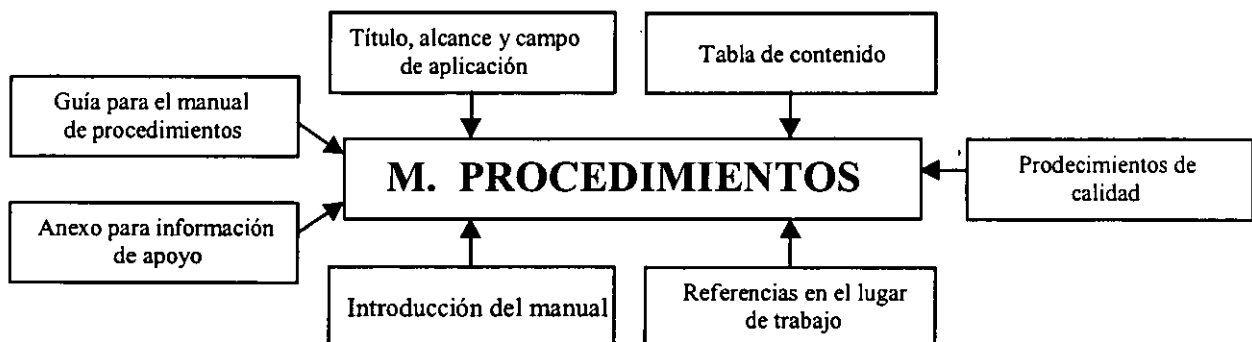 Título, alcance y campo
de aplicación
Tabla de contenido
Guía para el manual
de procedimientos
M. PROCEDIMIENTOS
Prodecimientos de
calidad
Anexo para información
de apoyo
Introducción del manual
Referencias en el lugar
de trabajo